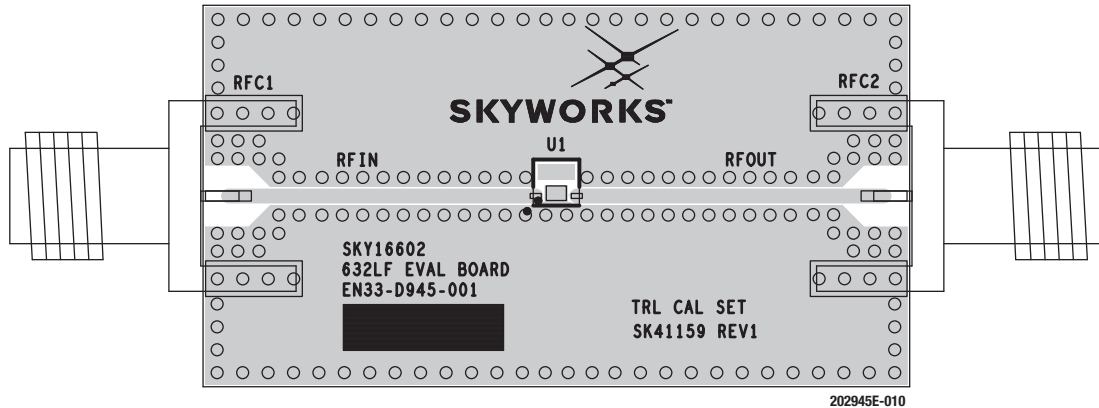 RFC1
RFC2
SKYWORKS™
U1
RFIN
RFOUT
SKY16602
632LF EVAL BOARD
EN33-D945-001
TRL CAL SET
SK41159 REV1
202945E-010